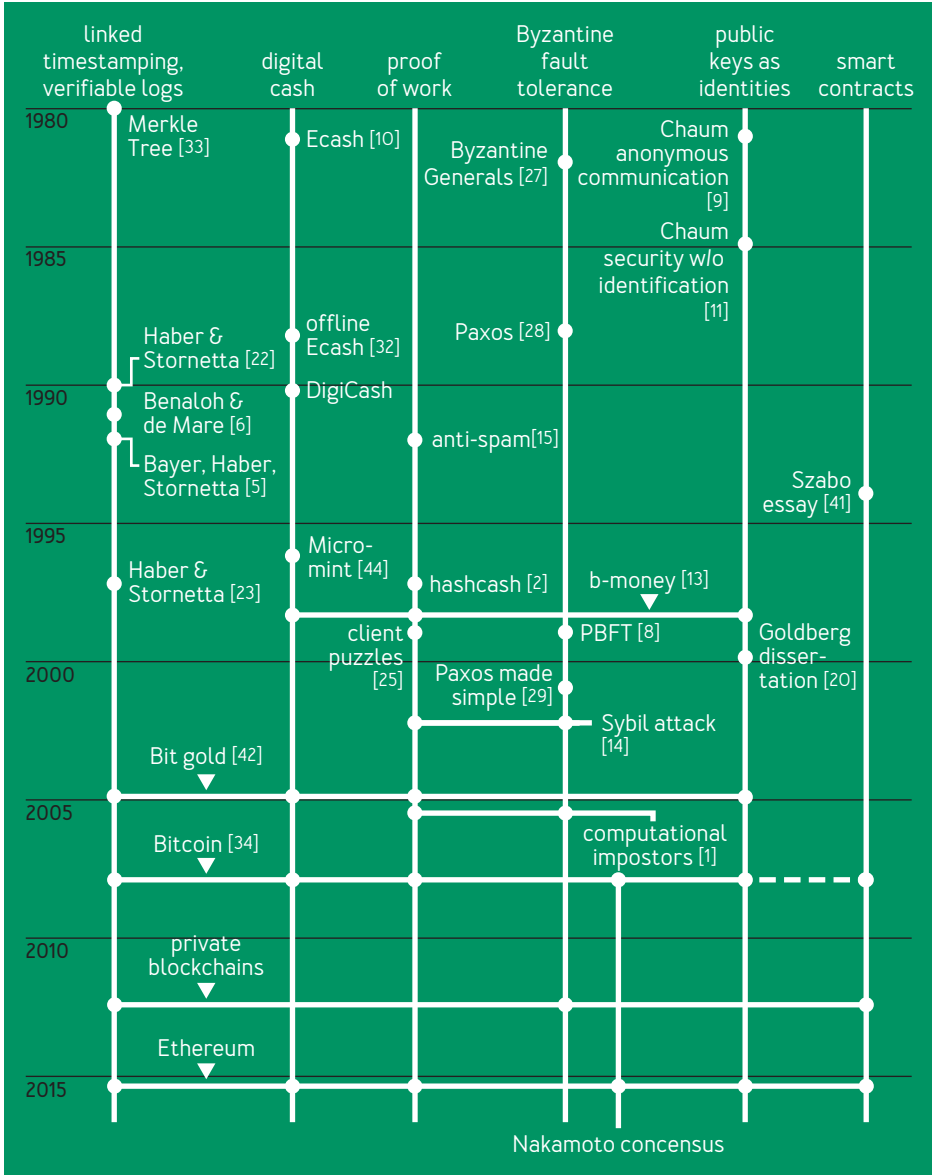 linked
timestamping,
verifiable logs
digital
cash
proof
of work
Byzantine
fault
tolerance
public
keys as
identities
smart
contracts
1980
Merkle
Tree [33]
Ecash [10]
Byzantine
Generals [27]
Chaum
anonymous
communication
[9]
1985
Chaum
security w/o
identification
[11]
Haber &
Stornetta [22]
offline
Ecash [32]
Paxos [28]
1990
DigiCash
Benaloh &
de Mare [6]
anti-spam[15]
Bayer, Haber,
Stornetta [5]
Szabo
essay [41]
1995
Micro-
mint [44]
Haber &
Stornetta [23]
hashcash [2]
b-money [13]
client
puzzles
[25]
PBFT [8]
Goldberg
disser-
tation [20]
2000
Paxos made
simple [29]
Sybil attack
[14]
Bit gold [42]
2005
computational
impostors [1]
Bitcoin [34]
2010
private
blockchains
Ethereum
2015
Nakamoto concensus